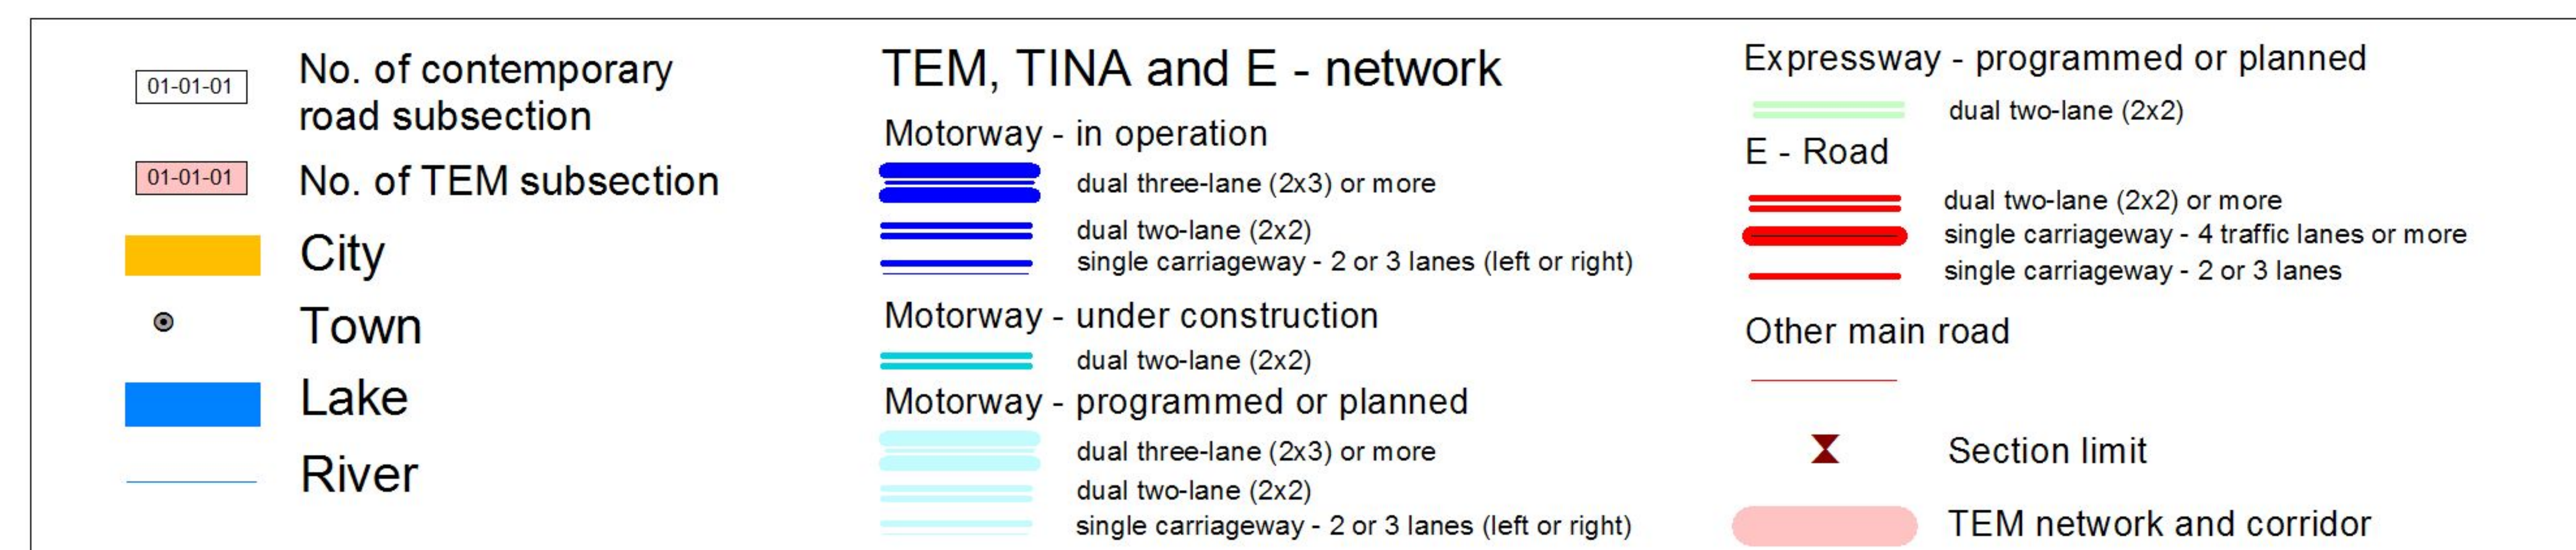 01-01-01
No. of contemporary
road subsection
01-01-01
No. of TEM subsection
City
Town
Lake
River
TEM, TINA and E - network
Motorway - in operation
dual three-lane (2x3) or more
dual two-lane (2x2)
single carriageway - 2 or 3 lanes (left or right)
Motorway - under construction
dual two-lane (2x2)
Motorway - programmed or planned
dual three-lane (2x3) or more
dual two-lane (2x2)
single carriageway - 2 or 3 lanes (left or right)
Expressway - programmed or planned
dual two-lane (2x2)
E - Road
dual two-lane (2x2) or more
single carriageway - 4 traffic lanes or more
single carriageway - 2 or 3 lanes
Other main road
Section limit
TEM network and corridor